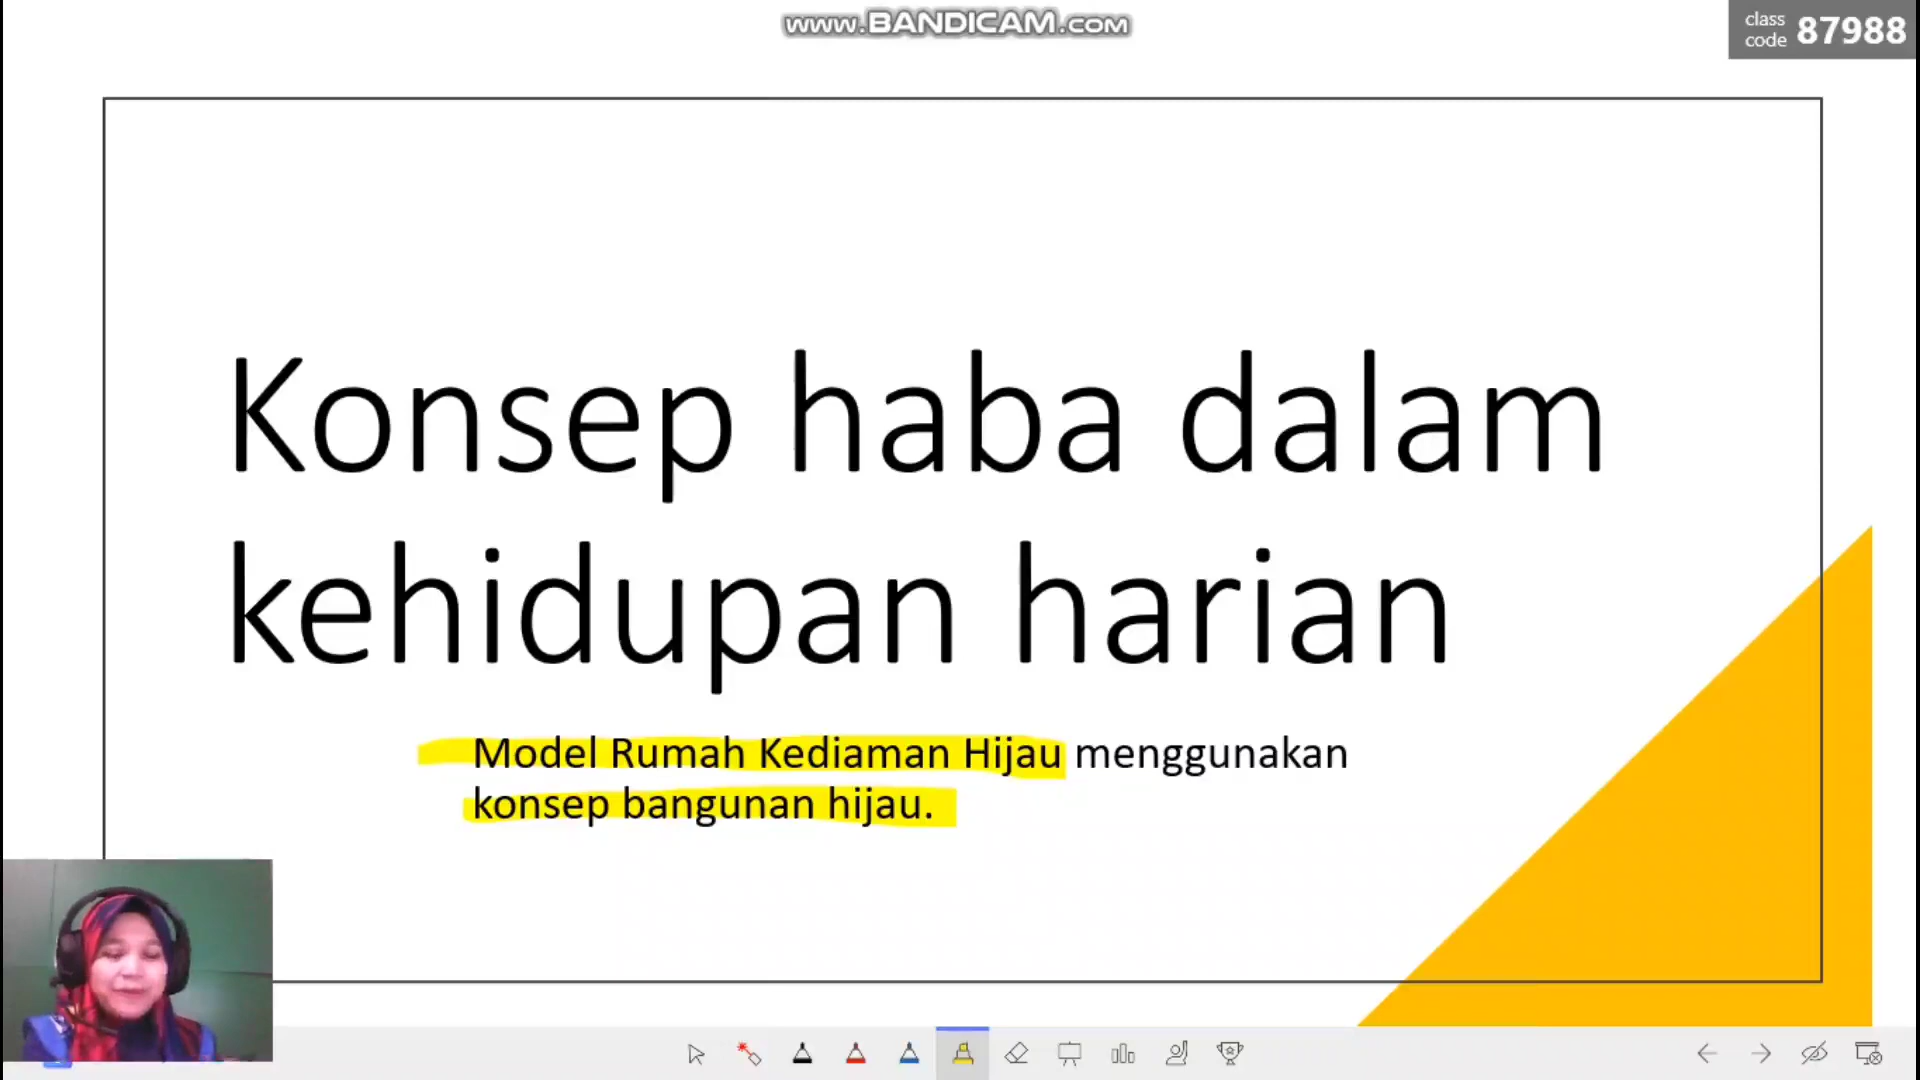 www.BANDICAM.com
class
code 87988
Konsep haba dalam
kehidupan harian
Model Rumah Kediaman Hijau menggunakan
konsep bangunan hijau.